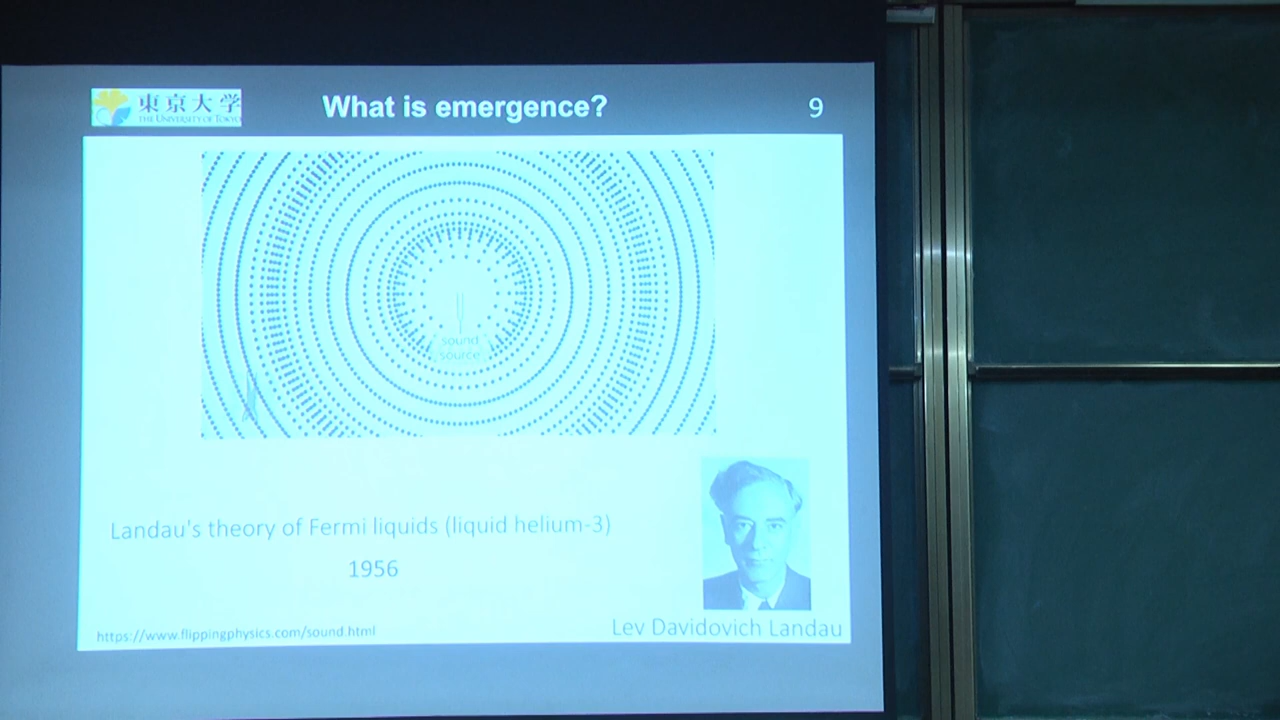 東京大学
THE UNIVERSITY OF TOKYO
What is emergence?
9
sound
source
Landau's theory of Fermi liquids (liquid helium-3)
1956
https://www.flippingphysics.com/sound.html
Lev Davidovich Landau